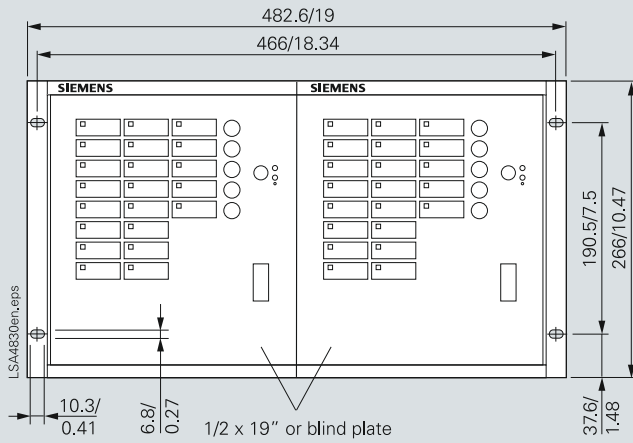 482.6/19
466/18.34
SIEMENS
SIEMENS
190.5/7.5
266/10.47
LSA4830en.eps
10.3/
0.41
6.8/
0.27
1/2 x 19" or blind plate
37.6/
1.48